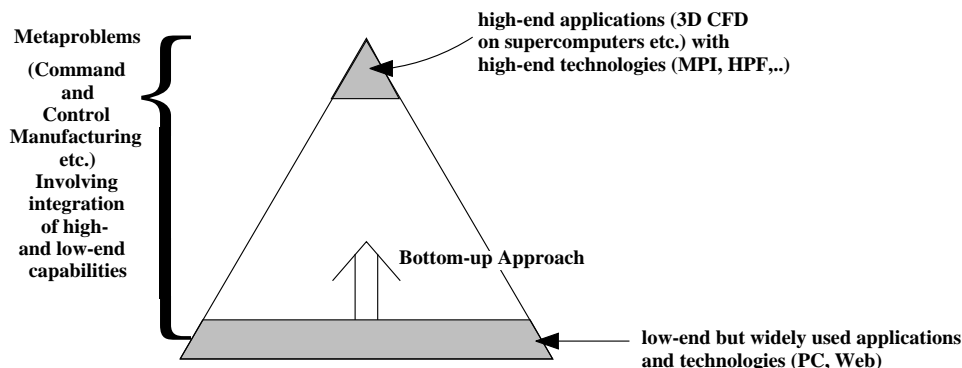 high-end applications (3D CFD
on supercomputers etc.) with
high-end technologies (MPI, HPF,..)
Metaproblems
(Command
and
Control
Manufacturing
etc.)
Involving
integration
of high-
and low-end
capabilities
Bottom-up Approach
low-end but widely used applications
and technologies (PC, Web)